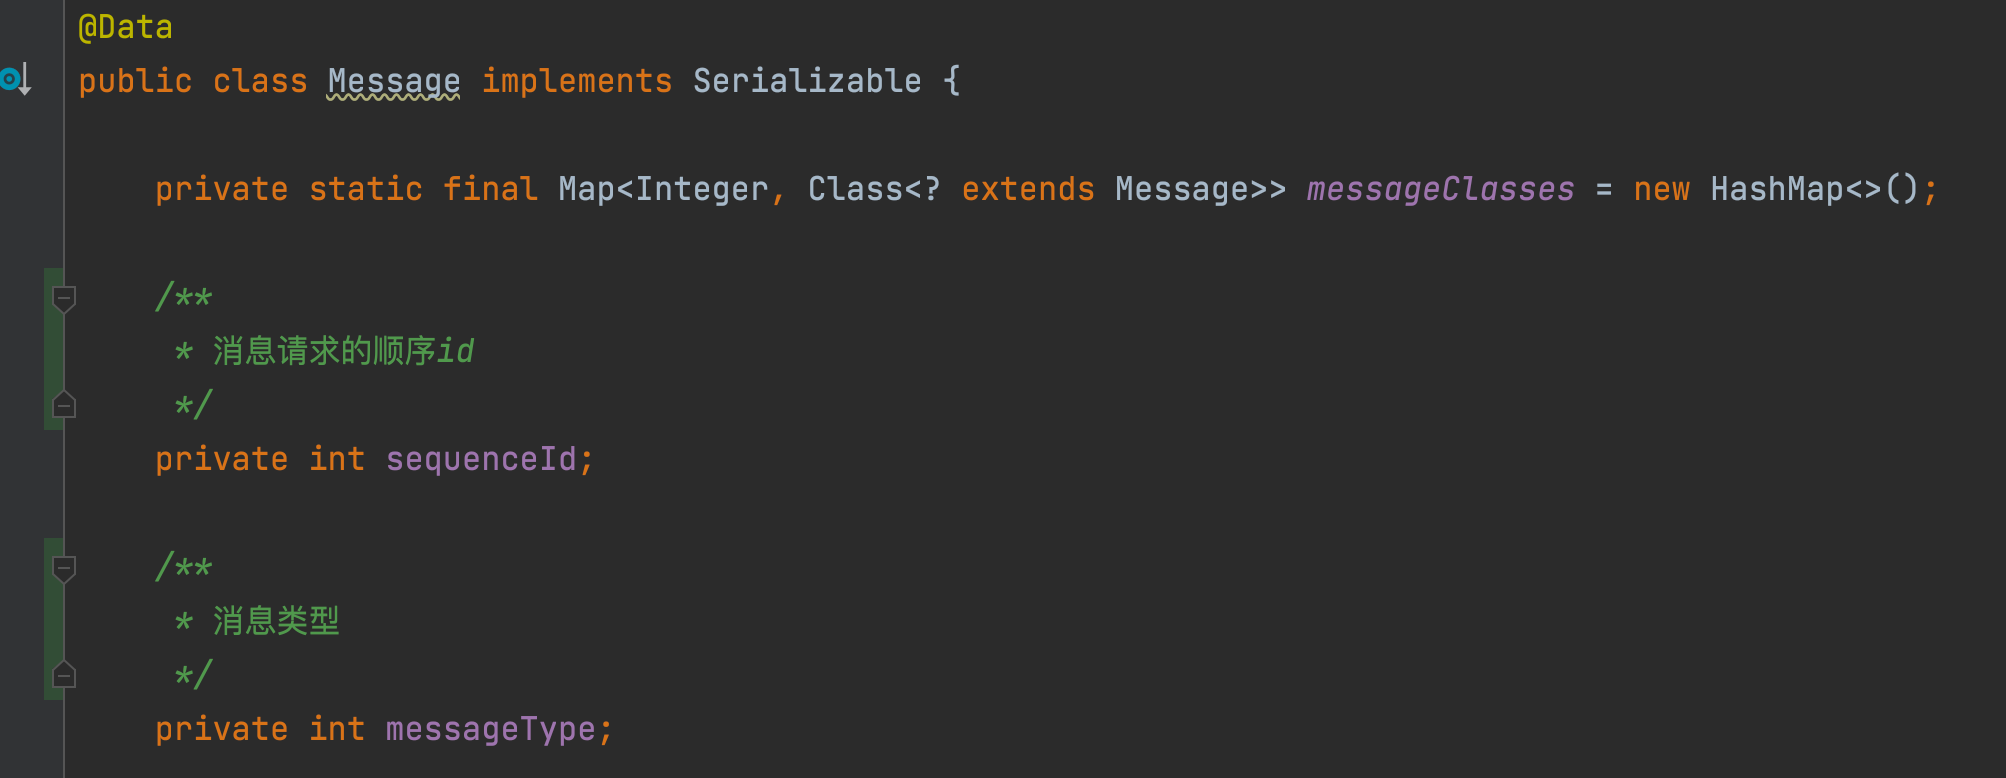 @Data
public class Message implements Serializable {
private static final Map<Integer, Class<? extends Message>> messageClasses = new HashMap<>();
/**
* 消息请求的顺序id
*/
private int sequenceId;
/**
* 消息类型
*/
private int messageType;